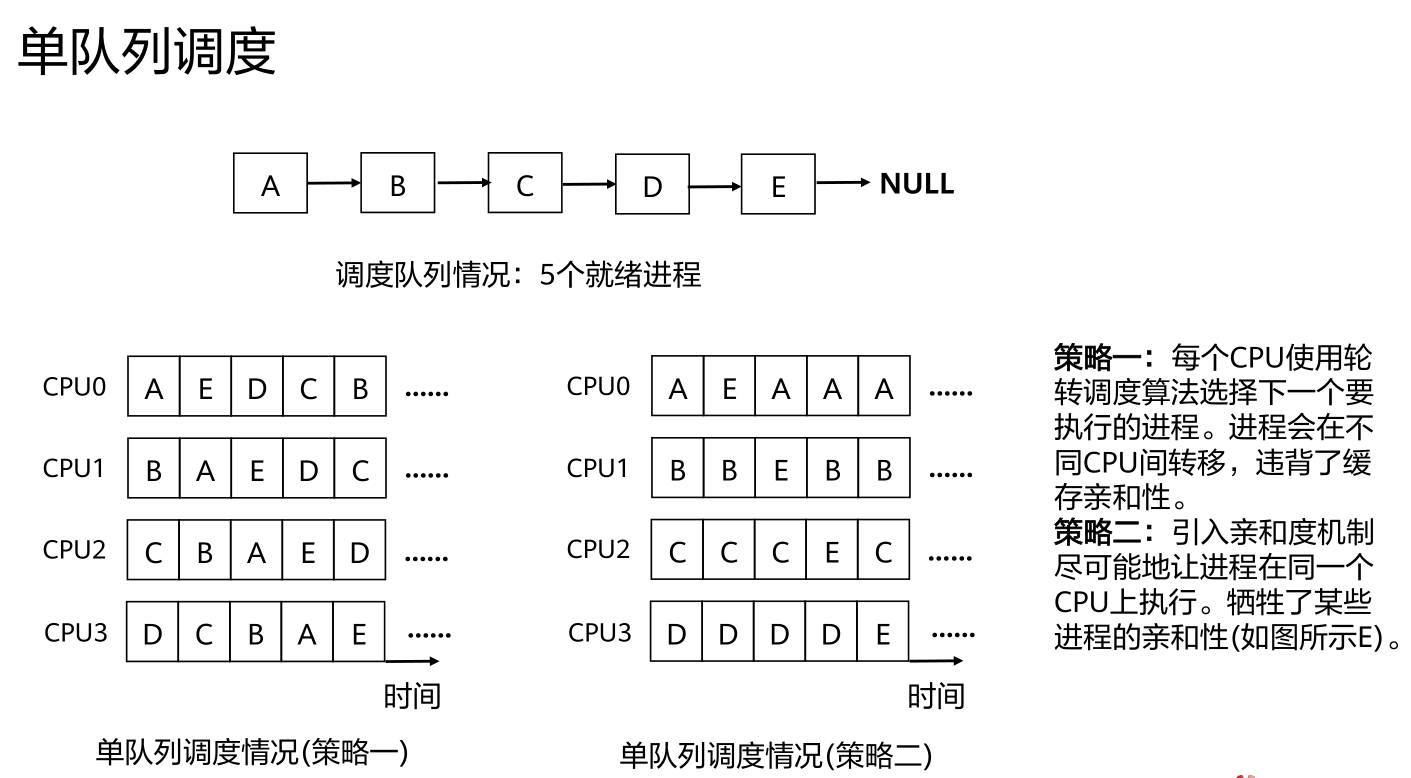 单队列调度
A B C D E NULL
调度队列情况：5个就绪进程
CPU0 A E D C B ······
CPU1 B A E D C ······
CPU2 C B A E D ······
CPU3 D C B A E ······
时间
单队列调度情况(策略一)
CPU0 A E A A A ······
CPU1 B B E B B ······
CPU2 C C C E C ······
CPU3 D D D D E ······
时间
单队列调度情况(策略二)
策略一：每个CPU使用轮
转调度算法选择下一个要
执行的进程。进程会在不
同CPU间转移，违背了缓
存亲和性。
策略二：引入亲和度机制
尽可能地让进程在同一个
CPU上执行。牺牲了某些
进程的亲和性(如图所示E)。